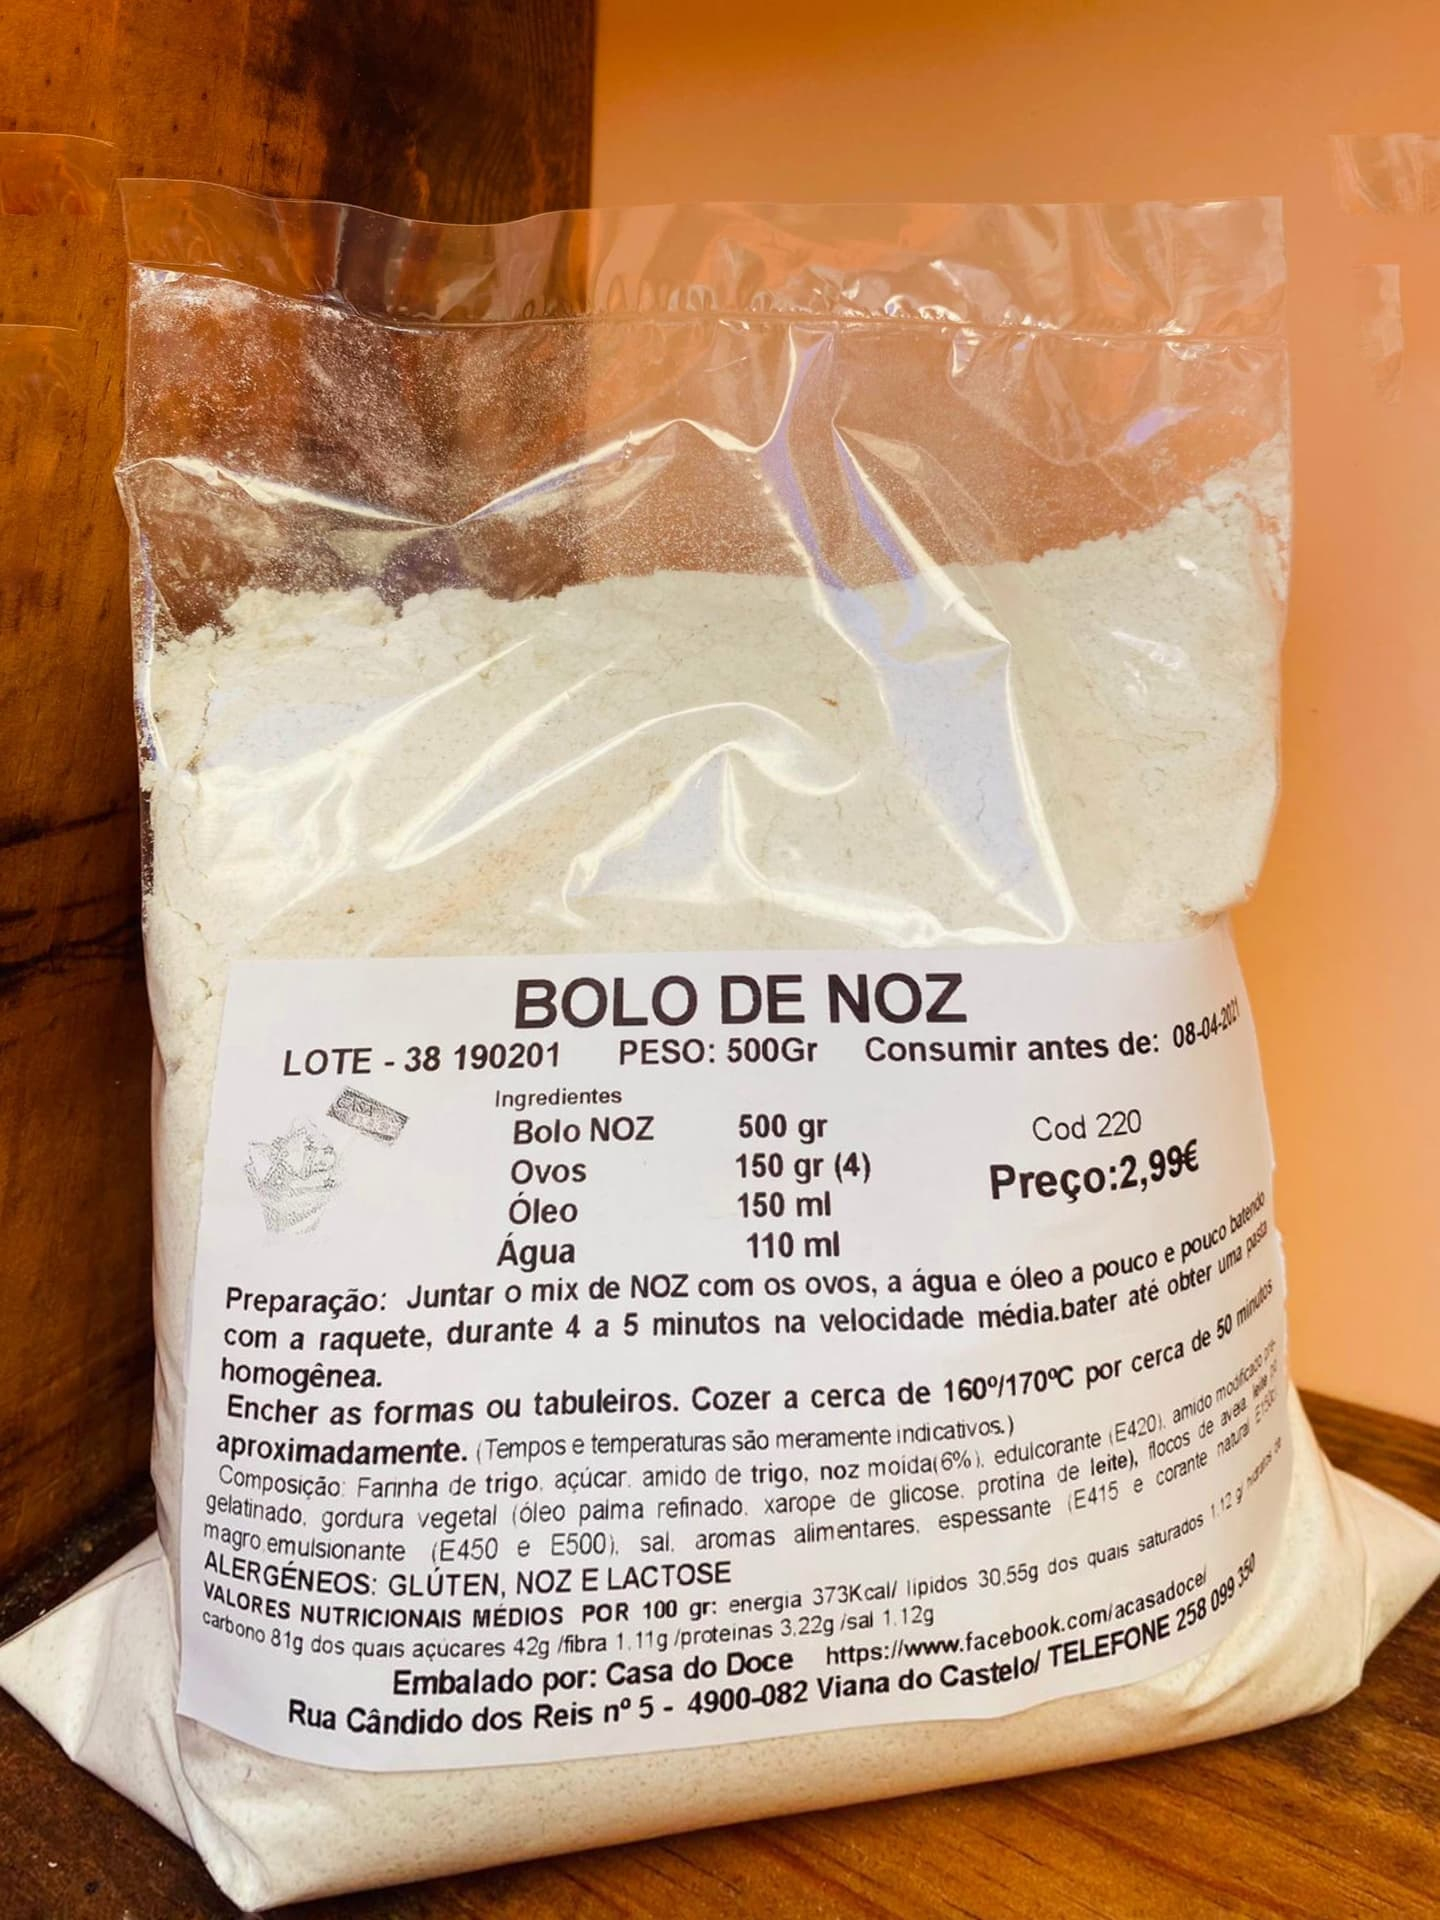 BOLO DE NOZ
LOTE - 38 190201 PESO: 500Gr Consumir antes de: 08-04-2021
Ingredientes
Bolo NOZ 500 gr
Cod 220
Ovos 150 gr (4)
Preço:2,99€
Óleo 150 ml
Água 110 ml
Preparação: Juntar o mix de NOZ com os ovos, a água e óleo a pouco e pouco batendo
com a raquete, durante 4 a 5 minutos na velocidade média.bater até obter uma pasta
homogênea.
Encher as formas ou tabuleiros. Cozer a cerca de 160º/170ºC por cerca de 50 minutos
aproximadamente. (Tempos e temperaturas são meramente indicativos.)
Composição: Farinha de trigo, açúcar, amido de trigo, noz moida(6%), edulcorante (E420), amido modificado pré-
gelatinado, gordura vegetal (óleo palma refinado, xarope de glicose, protina de leite), flocos de aveia, leite
magro,emulsionante (E450 e E500), sal, aromas alimentares, espessante (E415 e corante natural
ALERGÉNEOS: GLÚTEN, NOZ E LACTOSE
VALORES NUTRICIONAIS MÉDIOS POR 100 gr: energia 373Kcal/ lipidos 30.55g dos quais saturados 1.12 g/ hidratos de
carbono 81g dos quais açucares 42g /fibra 1.11g /proteinas 3,22g /sal 1.12g
Embalado por: Casa do Doce https://www.facebook.com/acasadoce/
Rua Cândido dos Reis nº 5 - 4900-082 Viana do Castelo/ TELEFONE 258 099 350